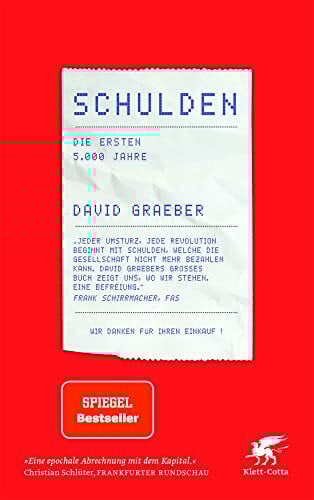 SCHULDEN
DIE ERSTEN
5.000 JAHRE
DAVID GRAEBER
„JEDER UMSTURZ, JEDE REVOLUTION
BEGINNT MIT SCHULDEN, WELCHE DIE
GESELLSCHAFT NICHT MEHR BEZAHLEN
KANN. DAVID GRAEBERS GROSSES
BUCH ZEIGT UNS, WO WIR STEHEN.
EINE BEFREIUNG.“
FRANK SCHIRRMACHER, FAS
WIR DANKEN FÜR IHREN EINKAUF !
SPIEGEL
Bestseller
»Eine epochale Abrechnung mit dem Kapital.«
Christian Schlüter, FRANKFURTER RUNDSCHAU
Klett-Cotta